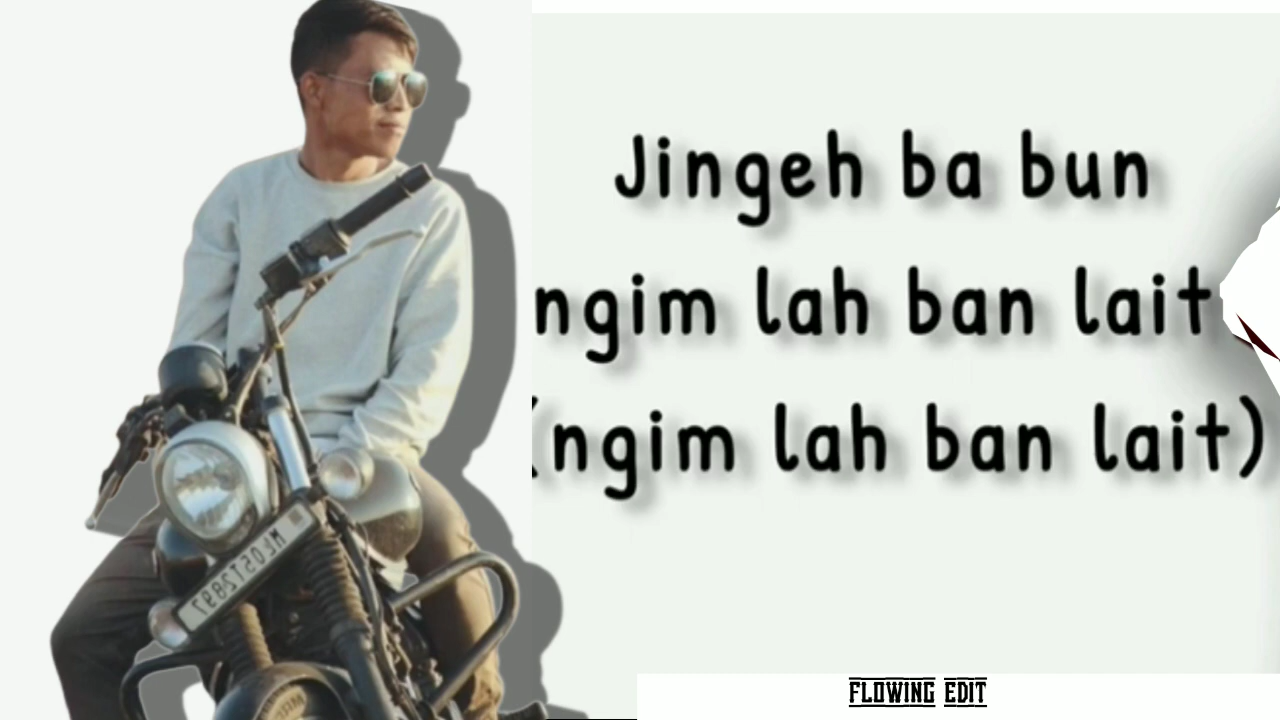 Jingeh ba bun
ngim lah ban lait
(ngim lah ban lait)
FLOWING EDIT